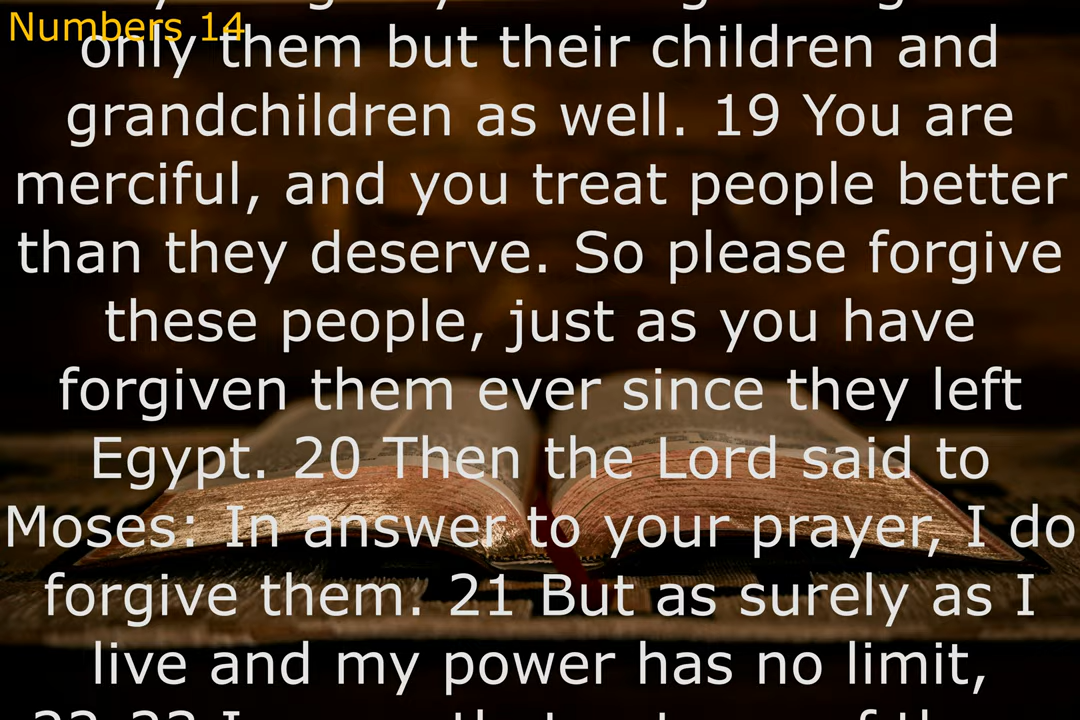 Numbers 14
only them but their children and
grandchildren as well. 19 You are
merciful, and you treat people better
than they deserve. So please forgive
these people, just as you have
forgiven them ever since they left
Egypt. 20 Then the Lord said to
Moses: In answer to your prayer, I do
forgive them. 21 But as surely as I
live and my power has no limit,